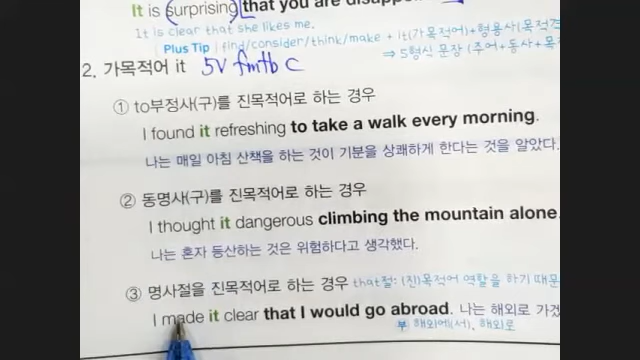 It is surprising that you are
It is clear that she likes me.
Plus Tip | find/consider/think/make + it(가목적어)+형용사(목적격
⇒ 5형식 문장 (주어+동사+목적
2. 가목적어 it 5V
① to부정사(구)를 진목적어로 하는 경우
I found it refreshing to take a walk every morning.
나는 매일 아침 산책을 하는 것이 기분을 상쾌하게 한다는 것을 알았다.
② 동명사(구)를 진목적어로 하는 경우
I thought it dangerous climbing the mountain alone.
나는 혼자 등산하는 것은 위험하다고 생각했다.
③ 명사절을 진목적어로 하는 경우 that절: (진)목적어 역할을 하기 때문
I made it clear that I would go abroad. 나는 해외로 가겠
부 해외에(서), 해외로